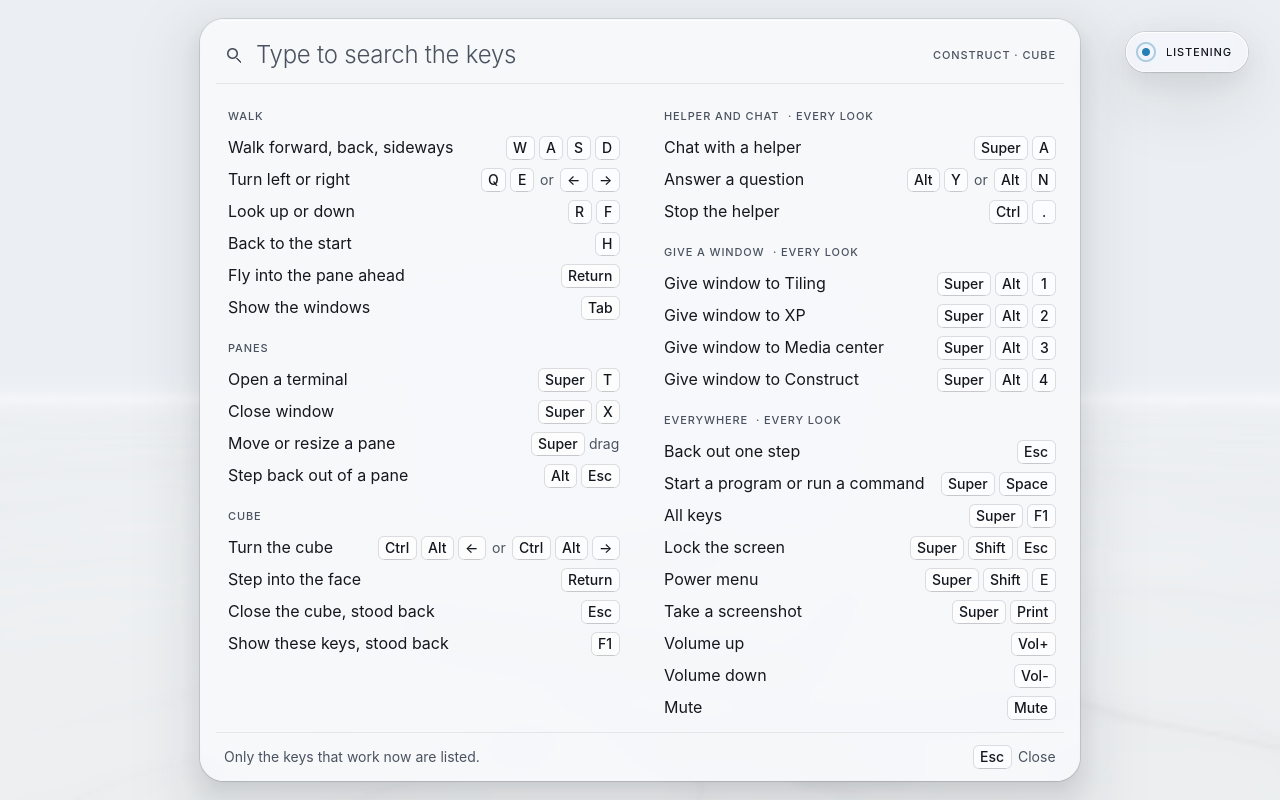 Type to search the keys
CONSTRUCT · CUBE
LISTENING
WALK
Walk forward, back, sideways W A S D
Turn left or right Q E or ← →
Look up or down R F
Back to the start H
Fly into the pane ahead Return
Show the windows Tab
PANES
Open a terminal Super T
Close window Super X
Move or resize a pane Super drag
Step back out of a pane Alt Esc
CUBE
Turn the cube Ctrl Alt ← or Ctrl Alt →
Step into the face Return
Close the cube, stood back Esc
Show these keys, stood back F1
HELPER AND CHAT · EVERY LOOK
Chat with a helper Super A
Answer a question Alt Y or Alt N
Stop the helper Ctrl .
GIVE A WINDOW · EVERY LOOK
Give window to Tiling Super Alt 1
Give window to XP Super Alt 2
Give window to Media center Super Alt 3
Give window to Construct Super Alt 4
EVERYWHERE · EVERY LOOK
Back out one step Esc
Start a program or run a command Super Space
All keys Super F1
Lock the screen Super Shift Esc
Power menu Super Shift E
Take a screenshot Super Print
Volume up Vol+
Volume down Vol-
Mute Mute
Only the keys that work now are listed.
Esc Close